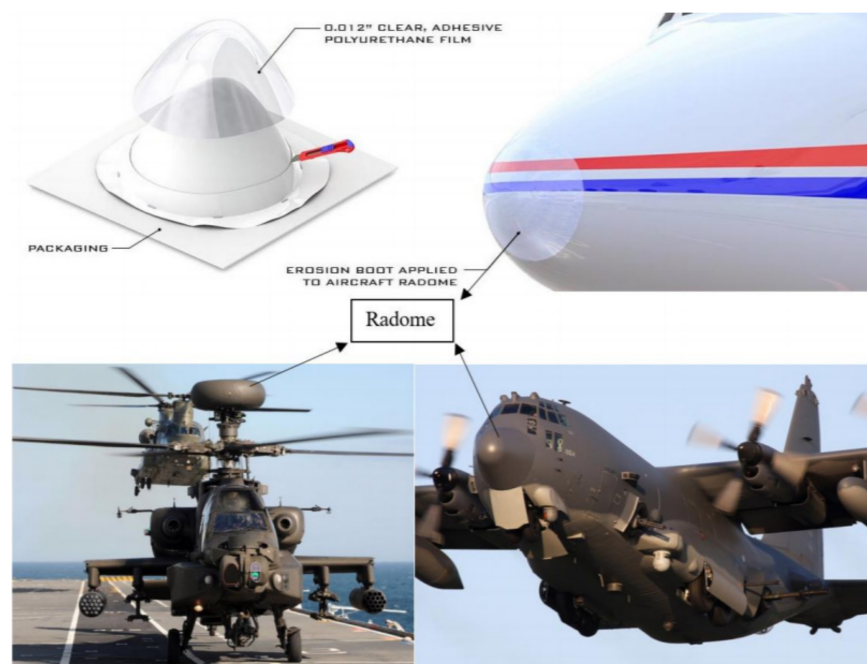 0.012" CLEAR, ADHESIVE
POLYURETHANE FILM
PACKAGING
EROSION BOOT APPLIED
TO AIRCRAFT RADOME
Radome